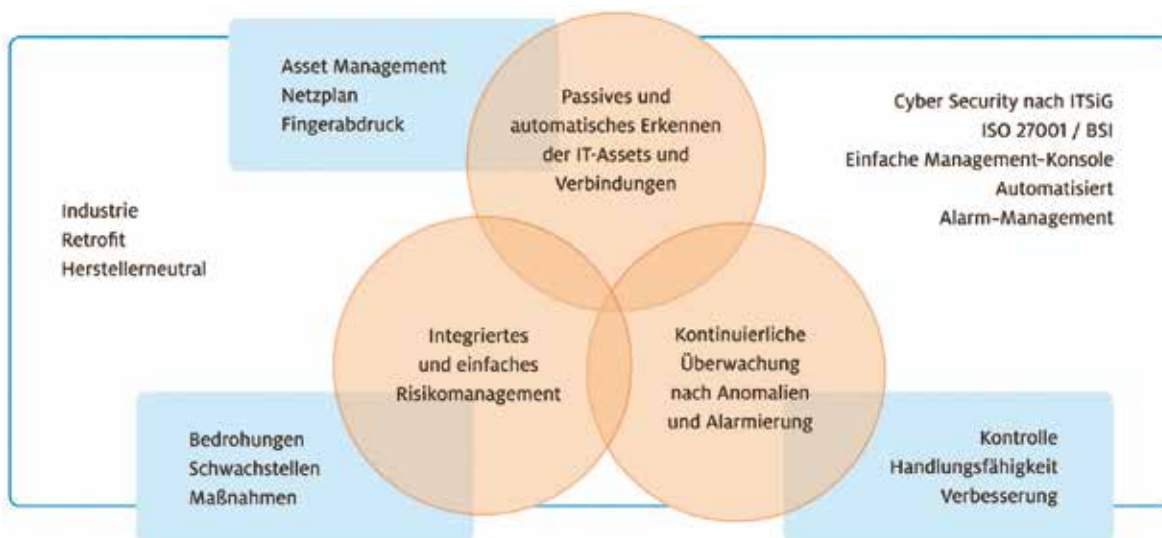 Asset Management
Netzplan
Fingerabdruck
Passives und
automatisches Erkennen
der IT-Assets und
Verbindungen
Cyber Security nach ITSiG
ISO 27001 / BSI
Einfache Management-Konsole
Automatisiert
Alarm-Management
Industrie
Retrofit
Herstellerneutral
Integriertes
und einfaches
Risikomanagement
Kontinuierliche
Überwachung
nach Anomalien
und Alarmierung
Bedrohungen
Schwachstellen
Maßnahmen
Kontrolle
Handlungsfähigkeit
Verbesserung